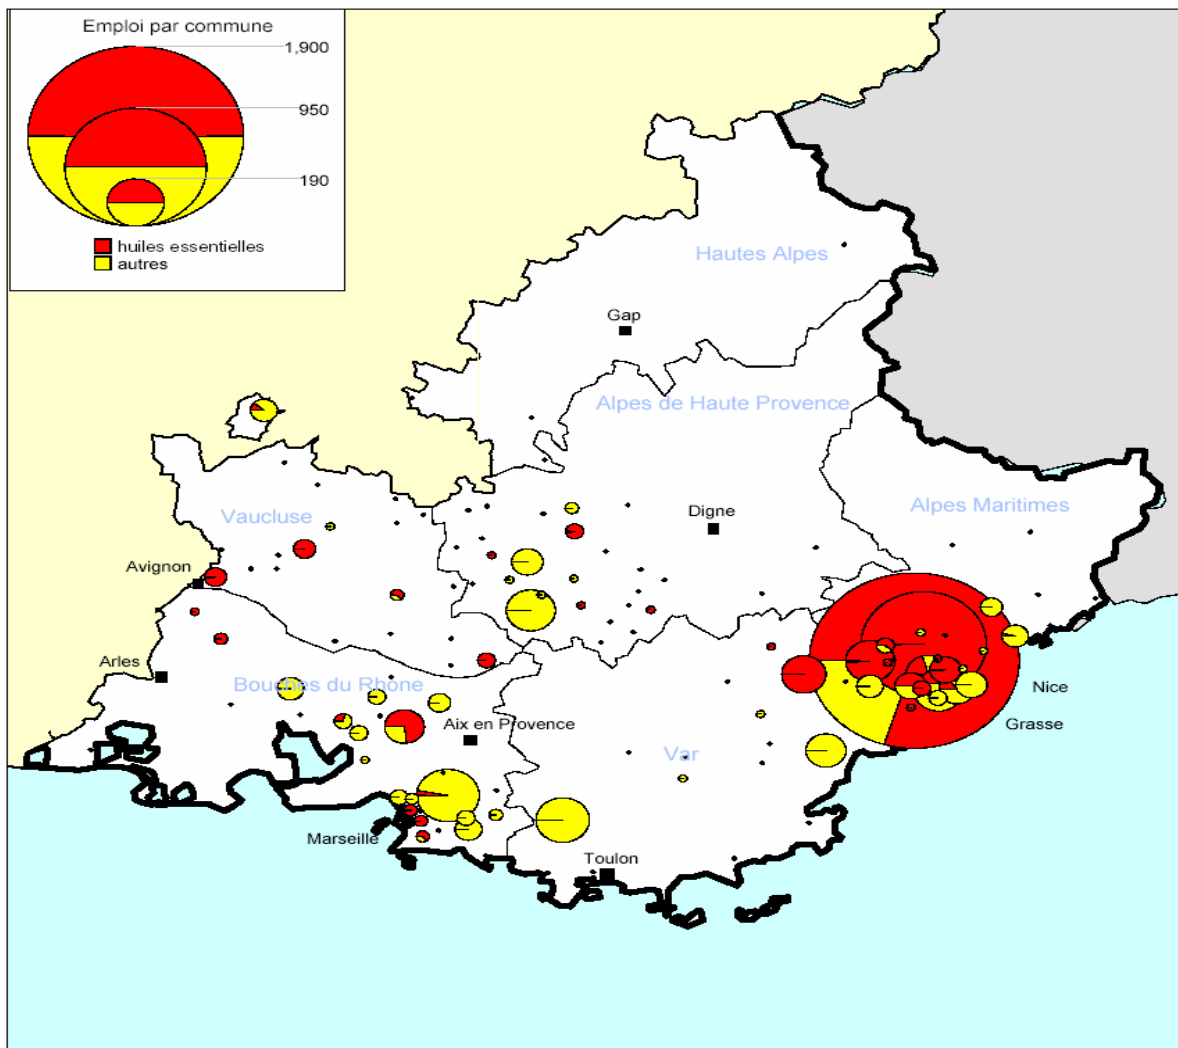 Emploi par commune
1,900
950
190
huiles essentielles
autres
Hautes Alpes
Gap
Alpes de Haute Provence
Alpes Maritimes
Digne
Vaucluse
Avignon
Arles
Bouches du Rhône
Nice
Aix en Provence
Grasse
Var
Marseille
Toulon